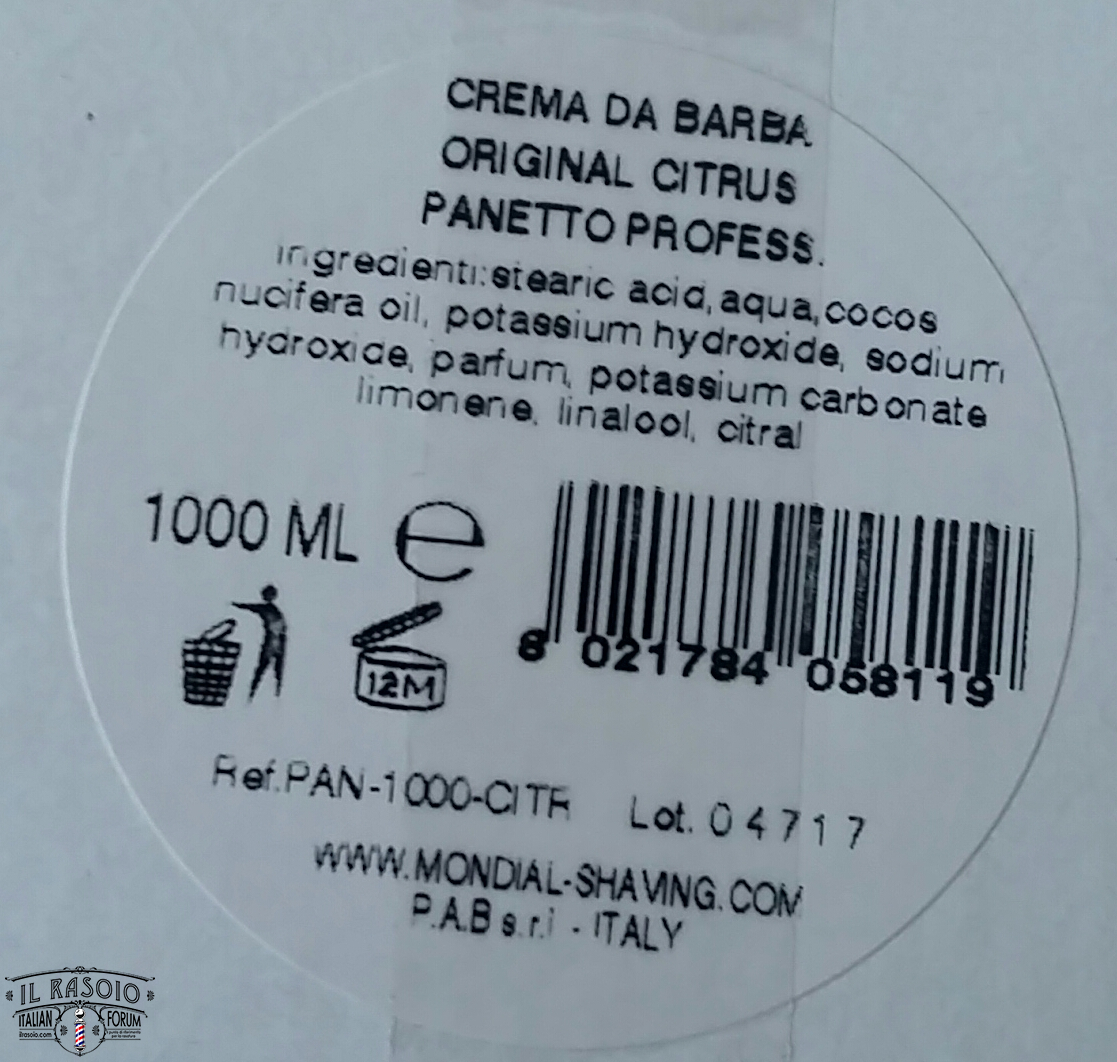 CREMA DA BARBA
ORIGINAL CITRUS
PANETTO PROFESS.
ingredienti:stearic acid, aqua,cocos
nucifera oil, potassium hydroxide, sodium
hydroxide, parfum, potassium carbonate
limonene, linalool, citral
1000 ML e
12M
8 021784 058119
Ref.PAN-1000-CITR Lot. 04717
WWW.MONDIAL-SHAVING.COM
P.A.B s.r.l - ITALY
IL RASOIO
ITALIAN FORUM
ilrasoio.com